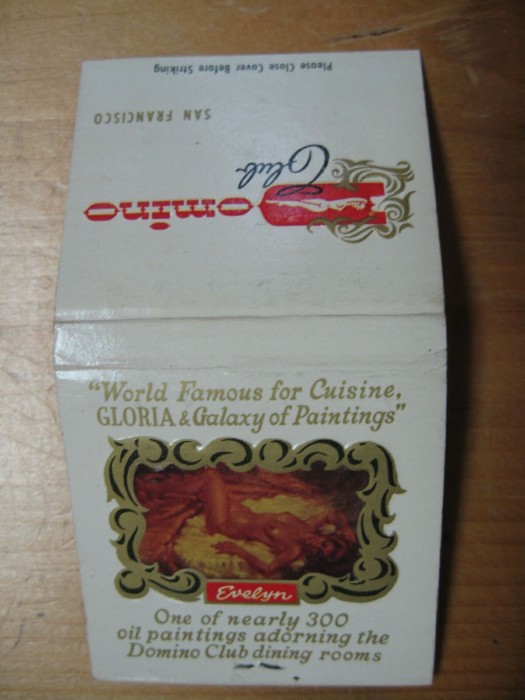 Please Close Cover Before Striking
SAN FRANCISCO
Club
Domino
"World Famous for Cuisine,
GLORIA & Galaxy of Paintings"
Evelyn
One of nearly 300
oil paintings adorning the
Domino Club dining rooms